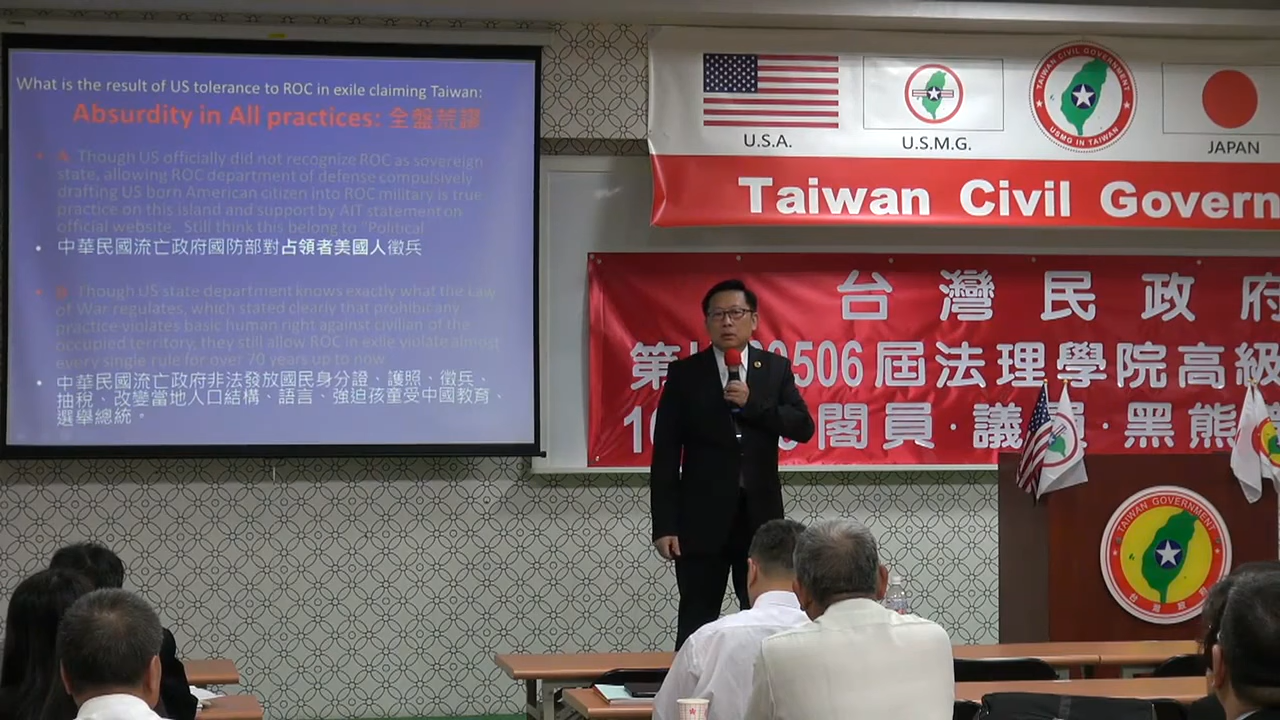 What is the result of US tolerance to ROC in exile claiming Taiwan:
Absurdity in All practices: 全盤荒謬
• A. Though US officially did not recognize ROC as sovereign
state, allowing ROC department of defense compulsively
drafting US born American citizen into ROC military is true
practice on this island and support by AIT statement on
official website. Still think this belong to "Political
• 中華民國流亡政府國防部對占領者美國人徵兵
• B. Though US state department knows exactly what the Law
of War regulates, which stated clearly that prohibit any
practice violates basic human right against civilian of the
occupied territory; they still allow ROC in exile violate almost
every single rule for over 70 years up to now
• 中華民國流亡政府非法發放國民身分證、護照、徵兵、
抽稅、改變當地人口結構、語言、強迫孩童受中國教育、
選舉總統。
U.S.A.
U.S.M.G.
TAIWAN CIVIL GOVERNMENT
USMG IN TAIWAN
JAPAN
Taiwan Civil Govern
台灣民政府
第 0506屆法理學院高級
1 閣員·議員·黑熊
TAIWAN GOVERNMENT
台灣政府